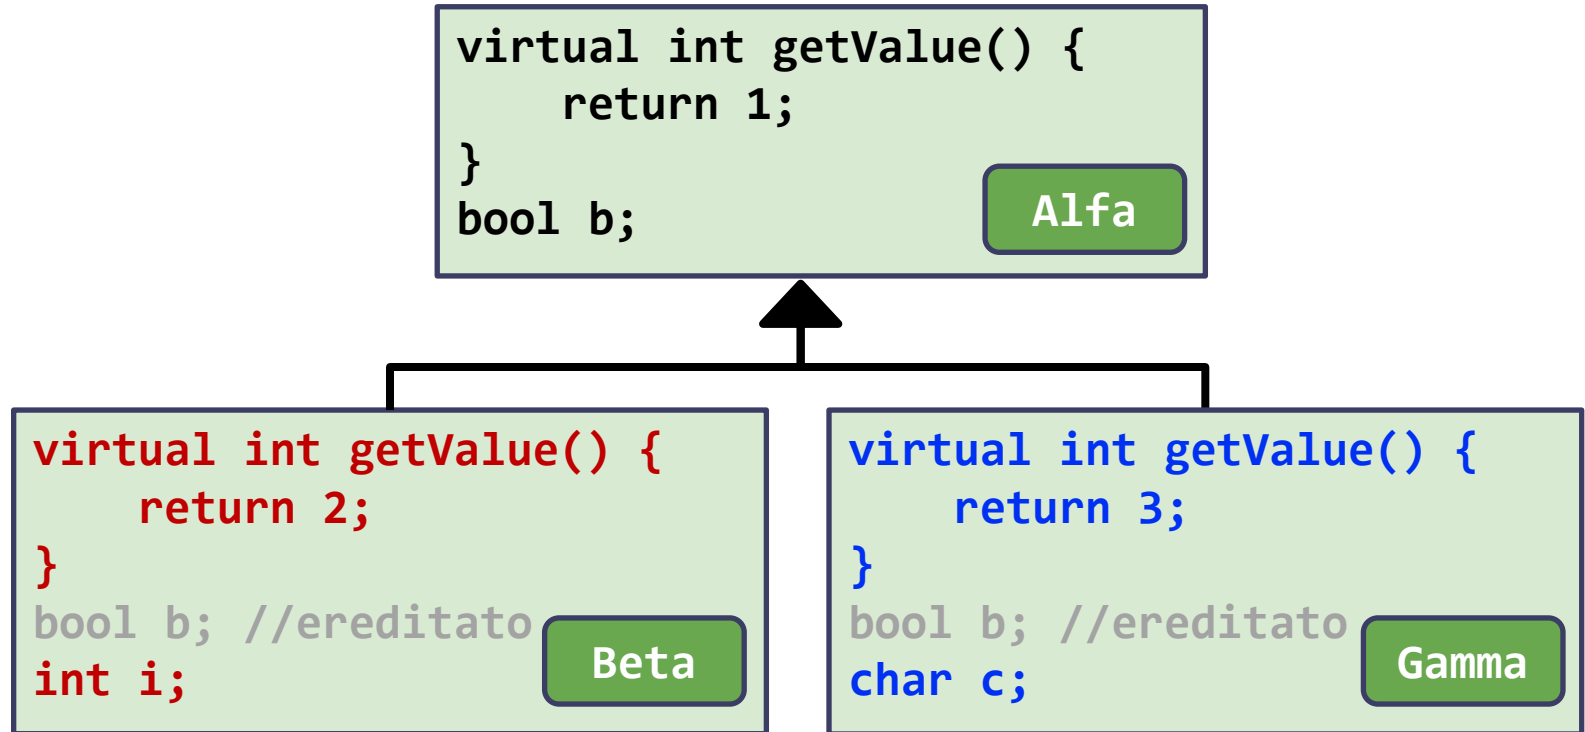 virtual int getValue() {
    return 1;
}
bool b;
Alfa
virtual int getValue() {
    return 2;
}
bool b; //ereditato
int i;
Beta
virtual int getValue() {
    return 3;
}
bool b; //ereditato
char c;
Gamma